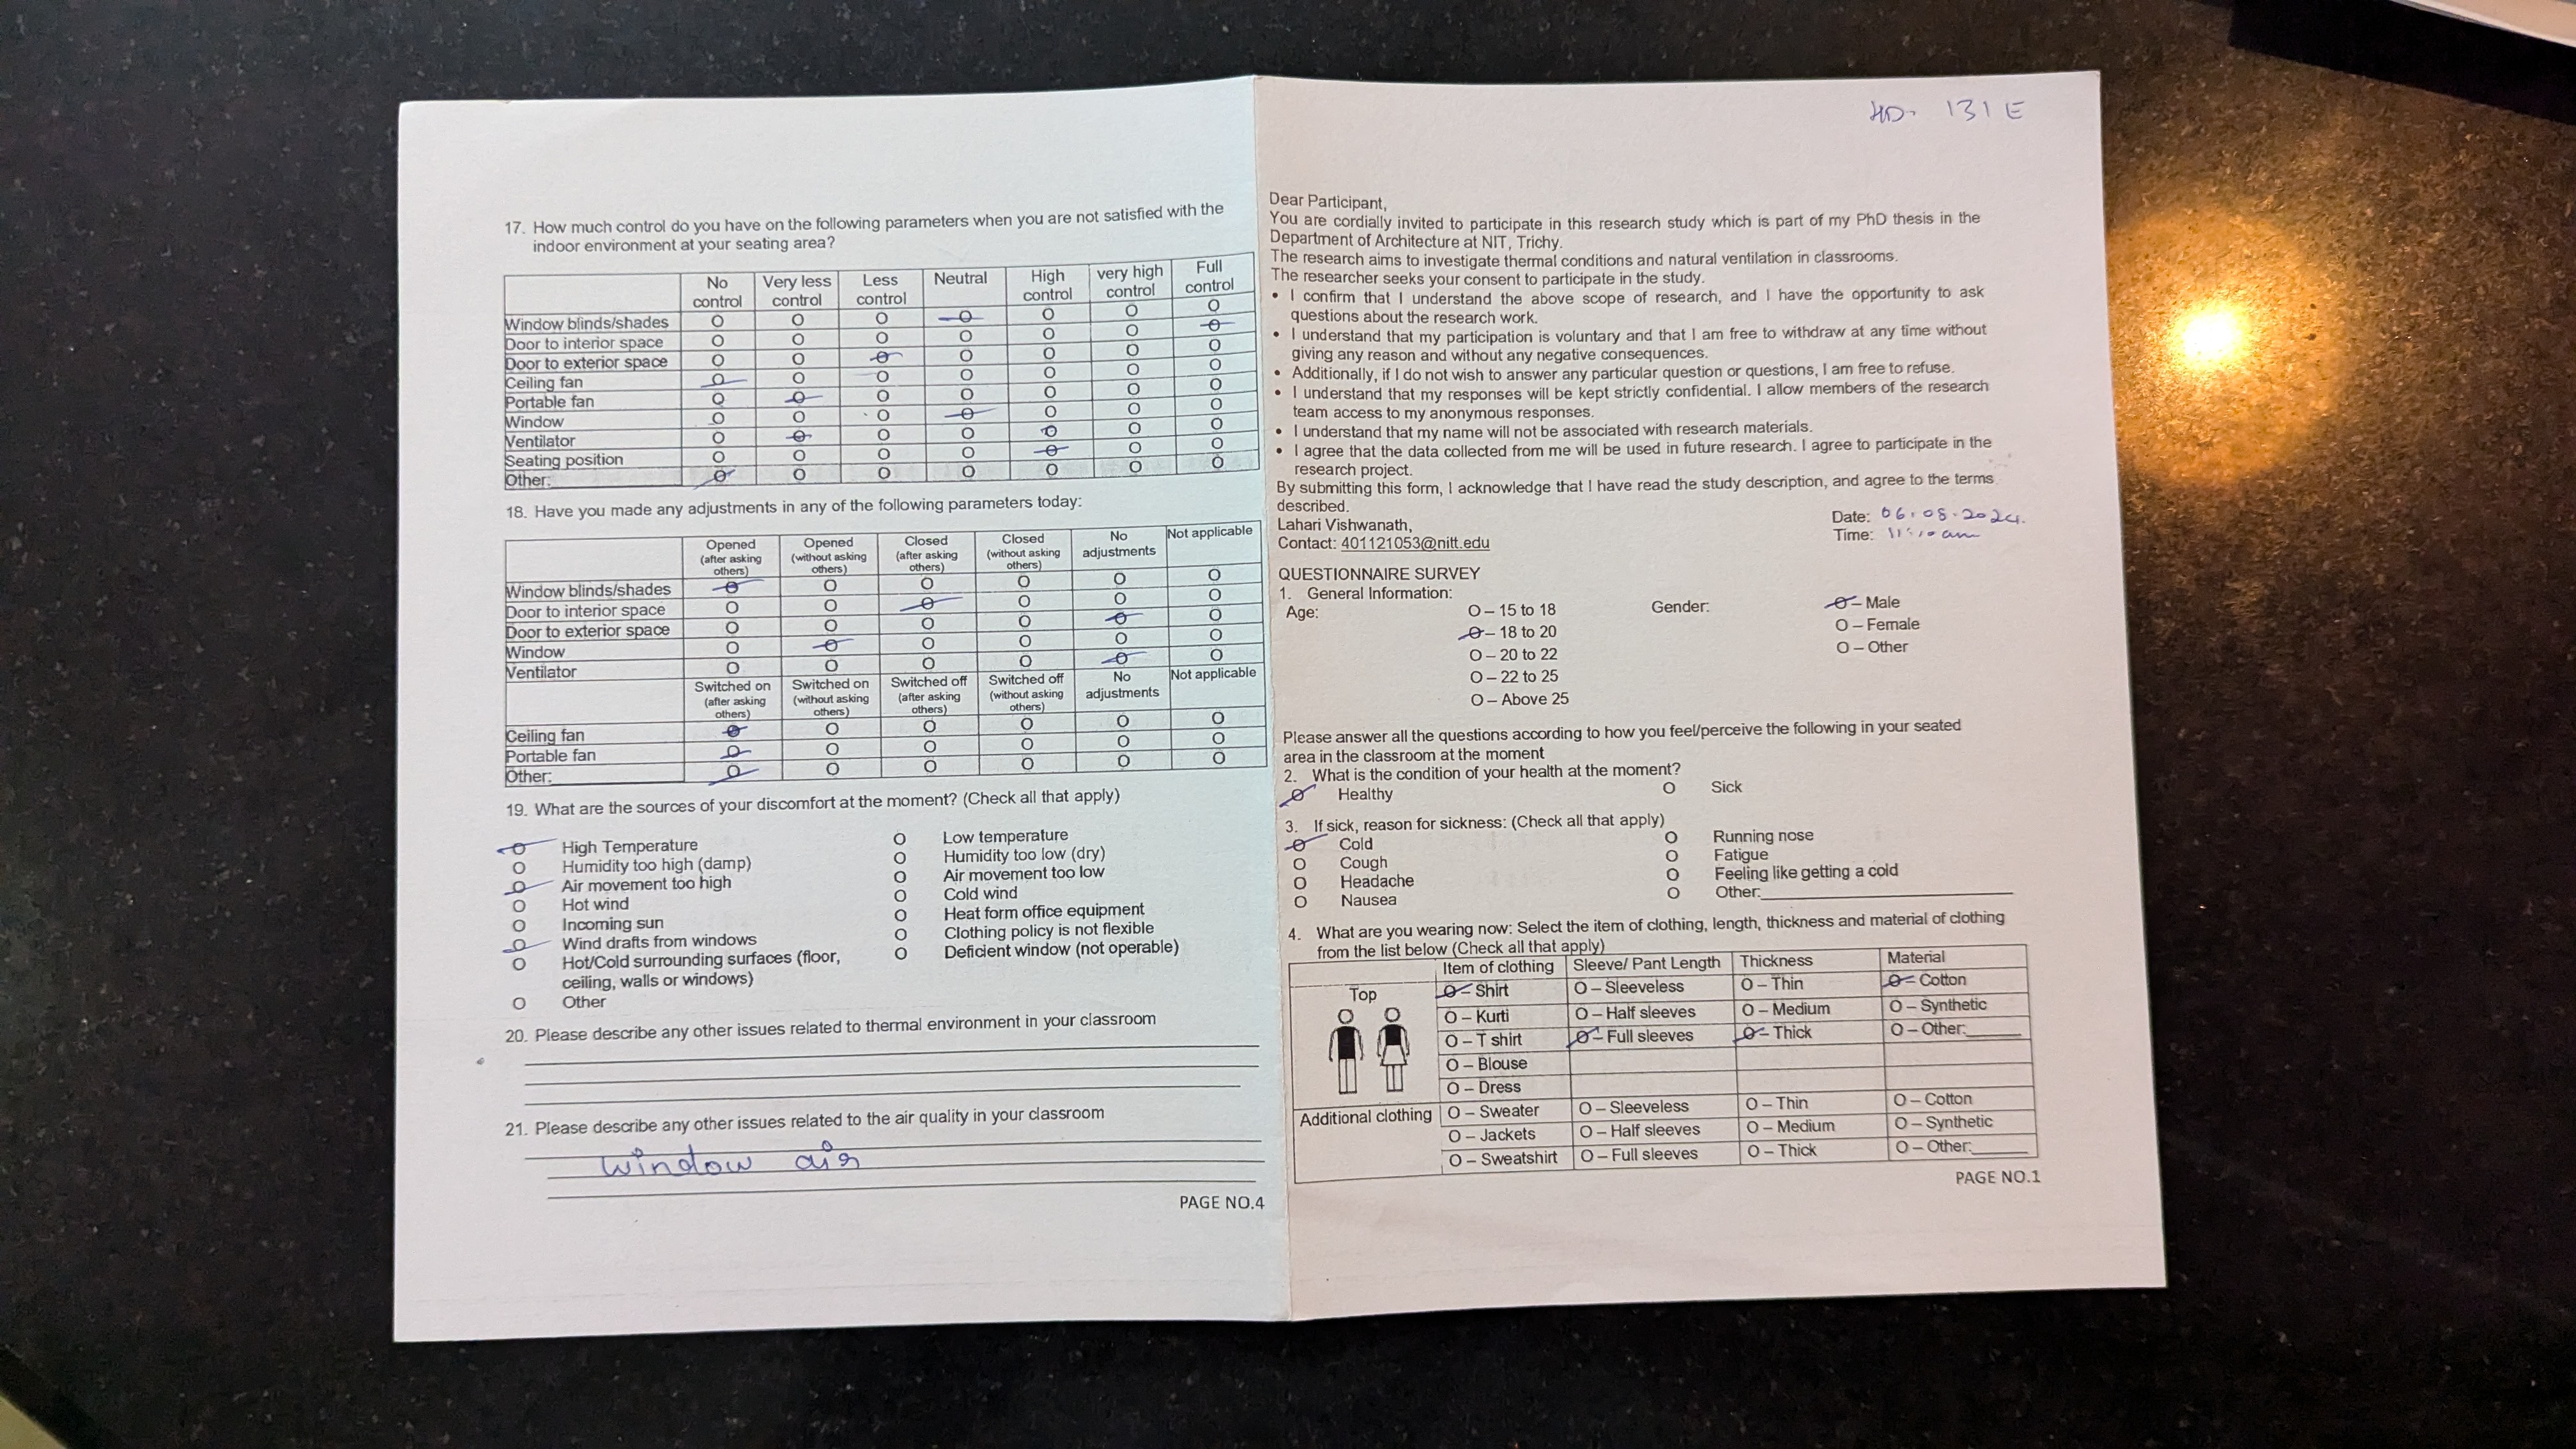 17. How much control do you have on the following parameters when you are not satisfied with the
indoor environment at your seating area?
No control Very less control Less control Neutral High control very high control Full control
Window blinds/shades O O O O O O O
Door to interior space O O O O O O O
Door to exterior space O O O O O O O
Ceiling fan O O O O O O O
Portable fan O O O O O O O
Window O O O O O O O
Ventilator O O O O O O O
Seating position O O O O O O O
Other: O O O O O O O
18. Have you made any adjustments in any of the following parameters today:
Opened (after asking others) Opened (without asking others) Closed (after asking others) Closed (without asking others) No adjustments Not applicable
Window blinds/shades O O O O O O
Door to interior space O O O O O O
Door to exterior space O O O O O O
Window O O O O O O
Ventilator O O O O O O
Switched on (after asking others) Switched on (without asking others) Switched off (after asking others) Switched off (without asking others) No adjustments Not applicable
Ceiling fan O O O O O O
Portable fan O O O O O O
Other: O O O O O O
19. What are the sources of your discomfort at the moment? (Check all that apply)
O High Temperature O Low temperature
O Humidity too high (damp) O Humidity too low (dry)
O Air movement too high O Air movement too low
O Hot wind O Cold wind
O Incoming sun O Heat form office equipment
O Wind drafts from windows O Clothing policy is not flexible
O Hot/Cold surrounding surfaces (floor, O Deficient window (not operable)
ceiling, walls or windows)
O Other
20. Please describe any other issues related to thermal environment in your classroom
21. Please describe any other issues related to the air quality in your classroom
window air
PAGE NO.4
HD. 131 E
Dear Participant,
You are cordially invited to participate in this research study which is part of my PhD thesis in the
Department of Architecture at NIT, Trichy.
The research aims to investigate thermal conditions and natural ventilation in classrooms.
The researcher seeks your consent to participate in the study.
• I confirm that I understand the above scope of research, and I have the opportunity to ask
questions about the research work.
• I understand that my participation is voluntary and that I am free to withdraw at any time without
giving any reason and without any negative consequences.
• Additionally, if I do not wish to answer any particular question or questions, I am free to refuse.
• I understand that my responses will be kept strictly confidential. I allow members of the research
team access to my anonymous responses.
• I understand that my name will not be associated with research materials.
• I agree that the data collected from me will be used in future research. I agree to participate in the
research project.
By submitting this form, I acknowledge that I have read the study description, and agree to the terms
described.
Lahari Vishwanath, Date: 06.08.2024.
Contact: 401121053@nitt.edu Time: 11:10 am
QUESTIONNAIRE SURVEY
1. General Information:
Age: O – 15 to 18 Gender: O – Male
O – 18 to 20 O – Female
O – 20 to 22 O – Other
O – 22 to 25
O – Above 25
Please answer all the questions according to how you feel/perceive the following in your seated
area in the classroom at the moment
2. What is the condition of your health at the moment?
O Healthy O Sick
3. If sick, reason for sickness: (Check all that apply)
O Cold O Running nose
O Cough O Fatigue
O Headache O Feeling like getting a cold
O Nausea O Other:
4. What are you wearing now: Select the item of clothing, length, thickness and material of clothing
from the list below (Check all that apply)
Item of clothing Sleeve/ Pant Length Thickness Material
Top O – Shirt O – Sleeveless O – Thin O – Cotton
O – Kurti O – Half sleeves O – Medium O – Synthetic
O – T shirt O – Full sleeves O – Thick O – Other:
O – Blouse
O – Dress
Additional clothing O – Sweater O – Sleeveless O – Thin O – Cotton
O – Jackets O – Half sleeves O – Medium O – Synthetic
O – Sweatshirt O – Full sleeves O – Thick O – Other:
PAGE NO.1